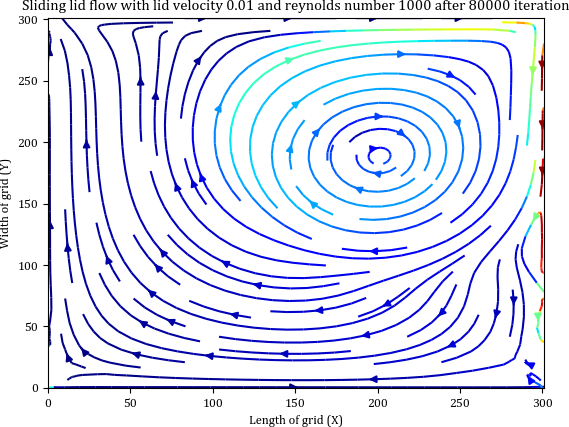 Sliding lid flow with lid velocity 0.01 and reynolds number 1000 after 80000 iteration
300
250
200
150
100
50
0
Width of grid (Y)
0 50 100 150 200 250 300
Length of grid (X)